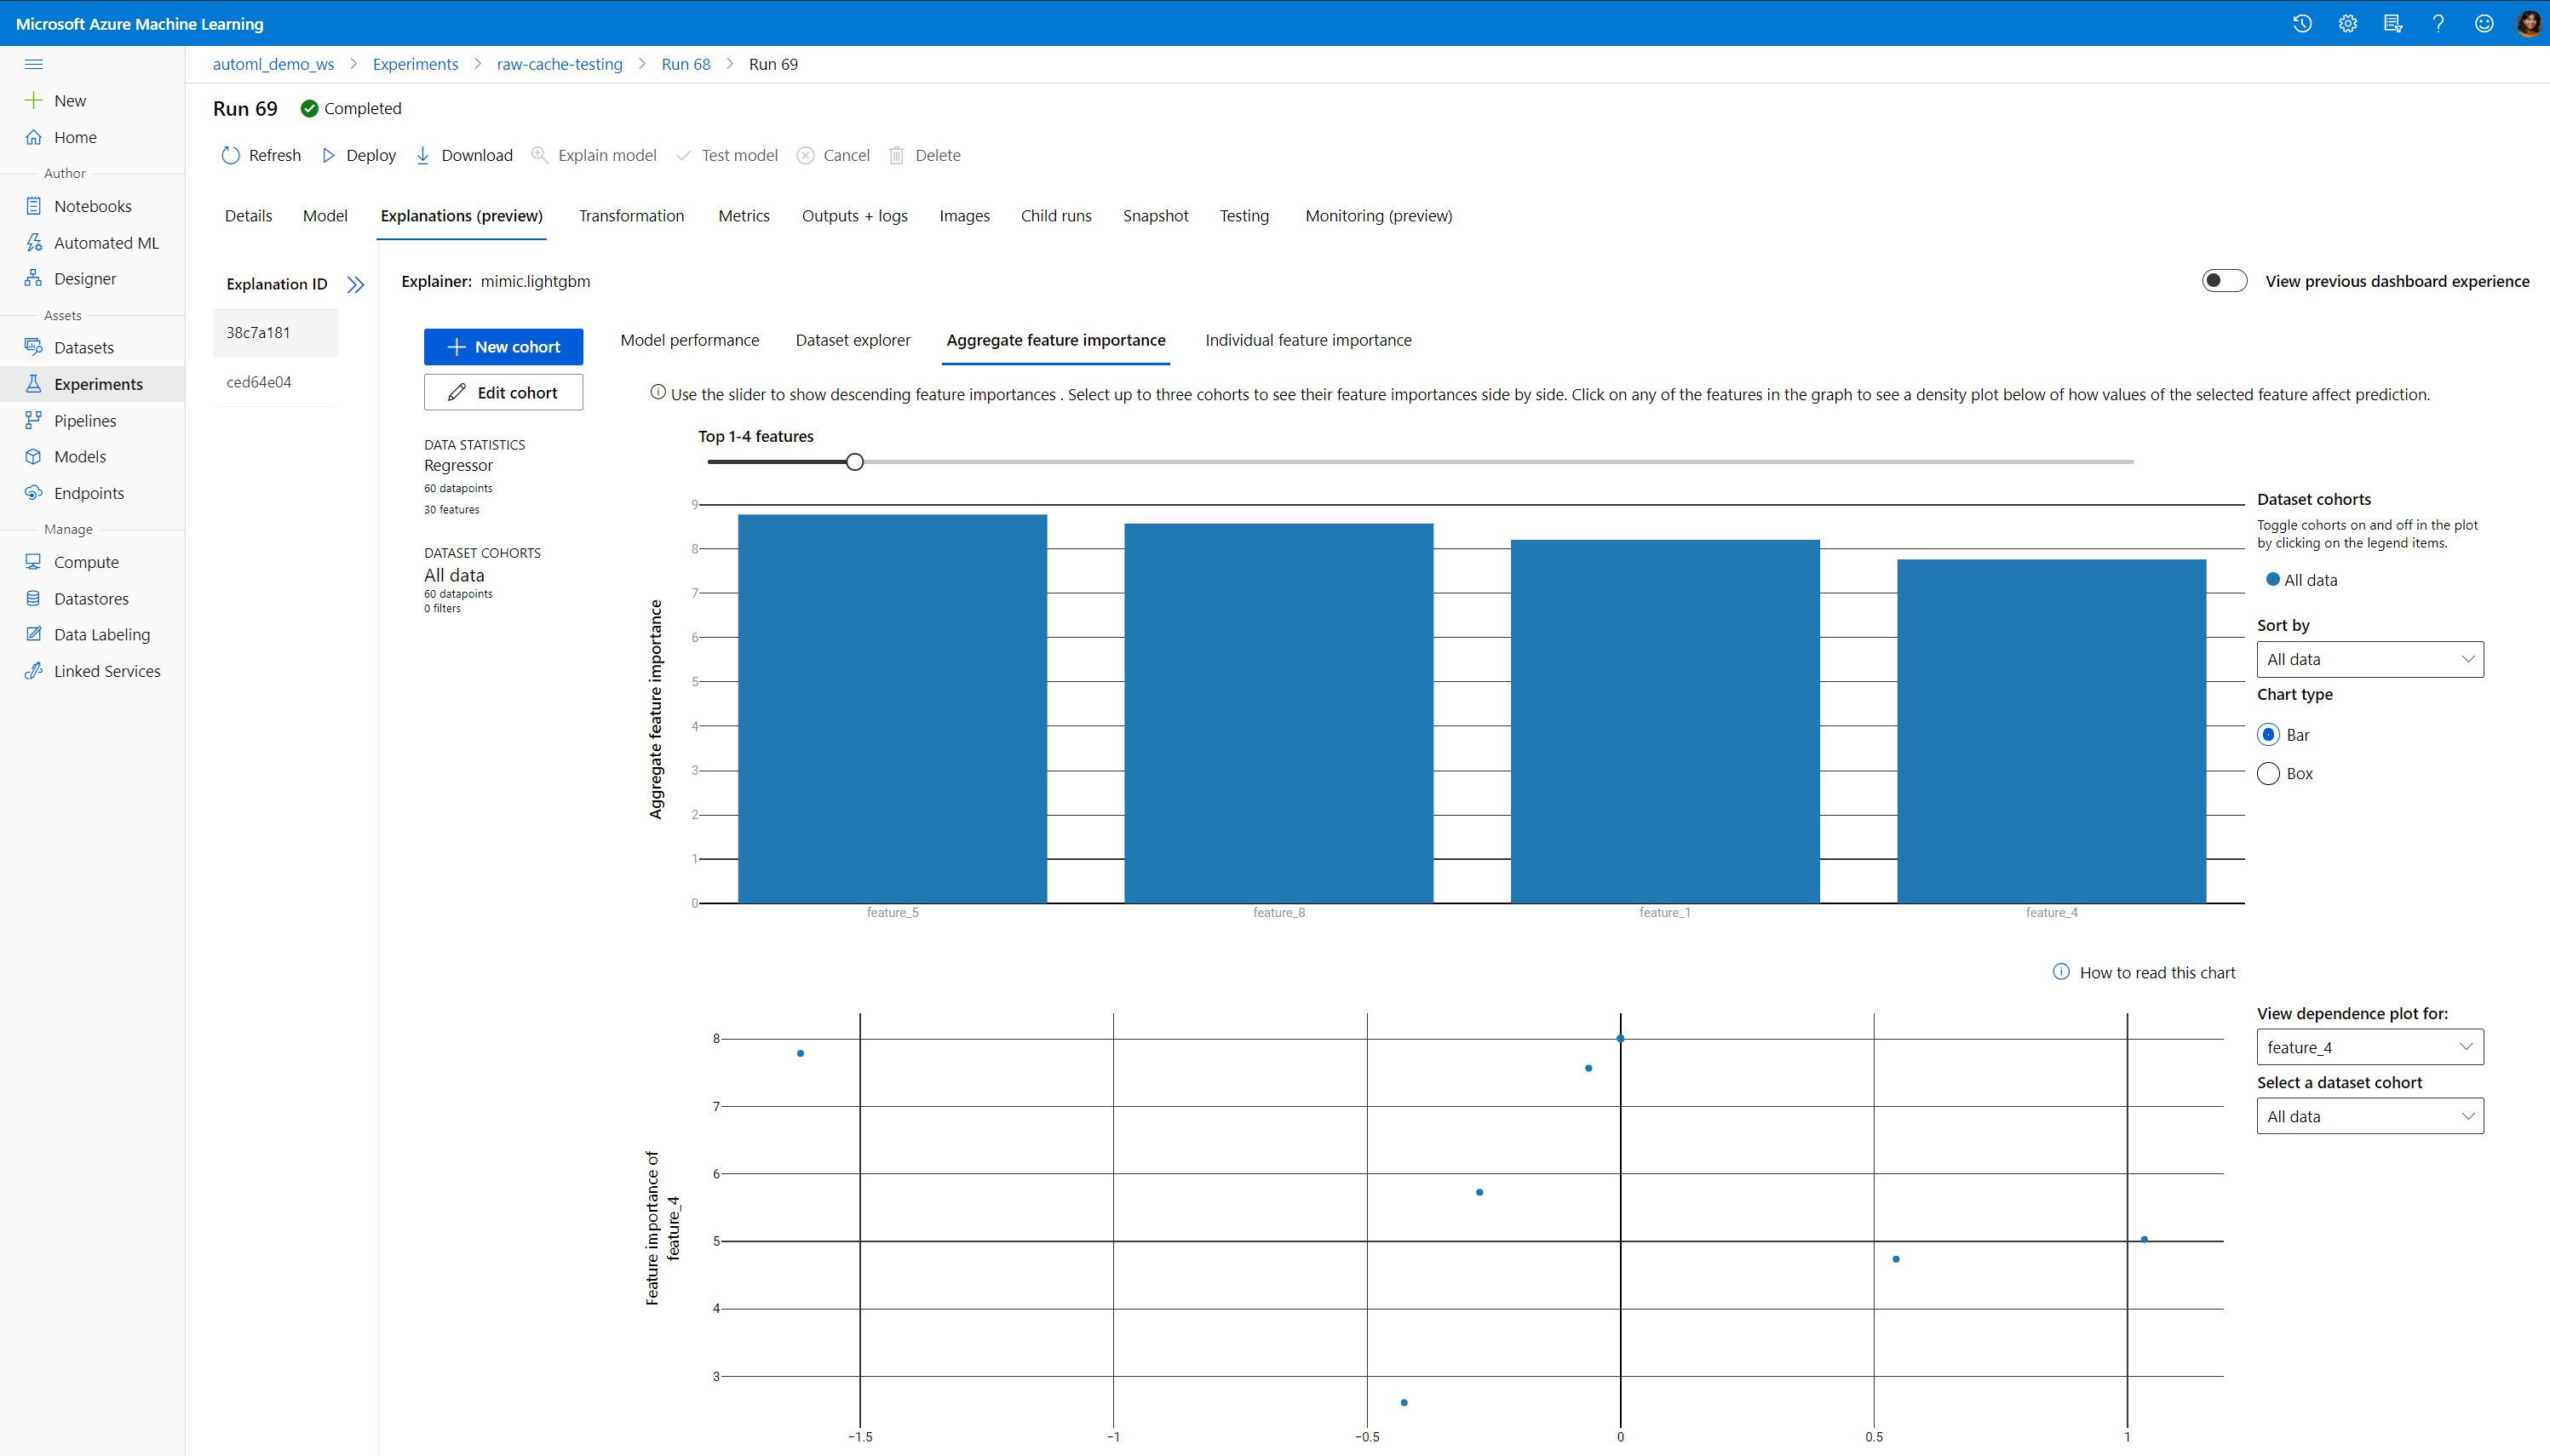 Microsoft Azure Machine Learning
automl_demo_ws > Experiments > raw-cache-testing > Run 68 > Run 69
New
Home
Author
Notebooks
Automated ML
Designer
Assets
Datasets
Experiments
Pipelines
Models
Endpoints
Manage
Compute
Datastores
Data Labeling
Linked Services
Run 69 Completed
Refresh Deploy Download Explain model Test model Cancel Delete
Details Model Explanations (preview) Transformation Metrics Outputs + logs Images Child runs Snapshot Testing Monitoring (preview)
Explanation ID
38c7a181
ced64e04
Explainer: mimic.lightgbm
View previous dashboard experience
New cohort
Edit cohort
DATA STATISTICS
Regressor
60 datapoints
30 features
DATASET COHORTS
All data
60 datapoints
0 filters
Model performance Dataset explorer Aggregate feature importance Individual feature importance
Use the slider to show descending feature importances . Select up to three cohorts to see their feature importances side by side. Click on any of the features in the graph to see a density plot below of how values of the selected feature affect prediction.
Top 1-4 features
Aggregate feature importance
9
8
7
6
5
4
3
2
1
0
feature_5 feature_8 feature_1 feature_4
Dataset cohorts
Toggle cohorts on and off in the plot
by clicking on the legend items.
All data
Sort by
All data
Chart type
Bar
Box
How to read this chart
Feature importance of
feature_4
8
7
6
5
4
3
−1.5 −1 −0.5 0 0.5 1
View dependence plot for:
feature_4
Select a dataset cohort
All data